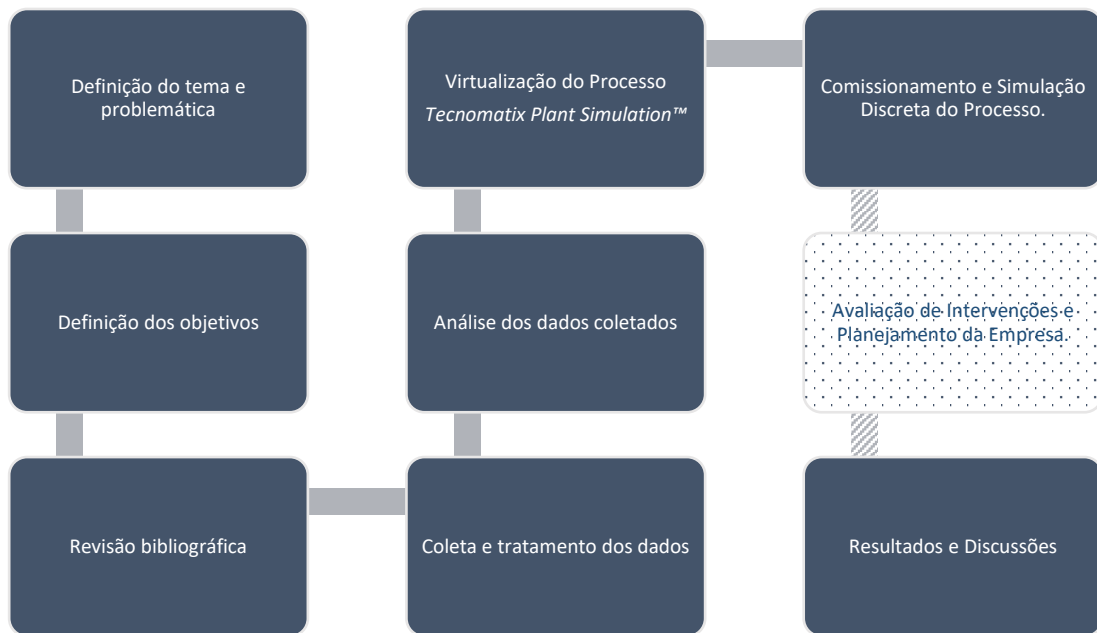 Definição do tema e
problemática
Definição dos objetivos
Revisão bibliográfica
Coleta e tratamento dos dados
Análise dos dados coletados
Virtualização do Processo
Tecnomatix Plant Simulation™
Comissionamento e Simulação
Discreta do Processo.
Avaliação de Intervenções e
Planejamento da Empresa.
Resultados e Discussões